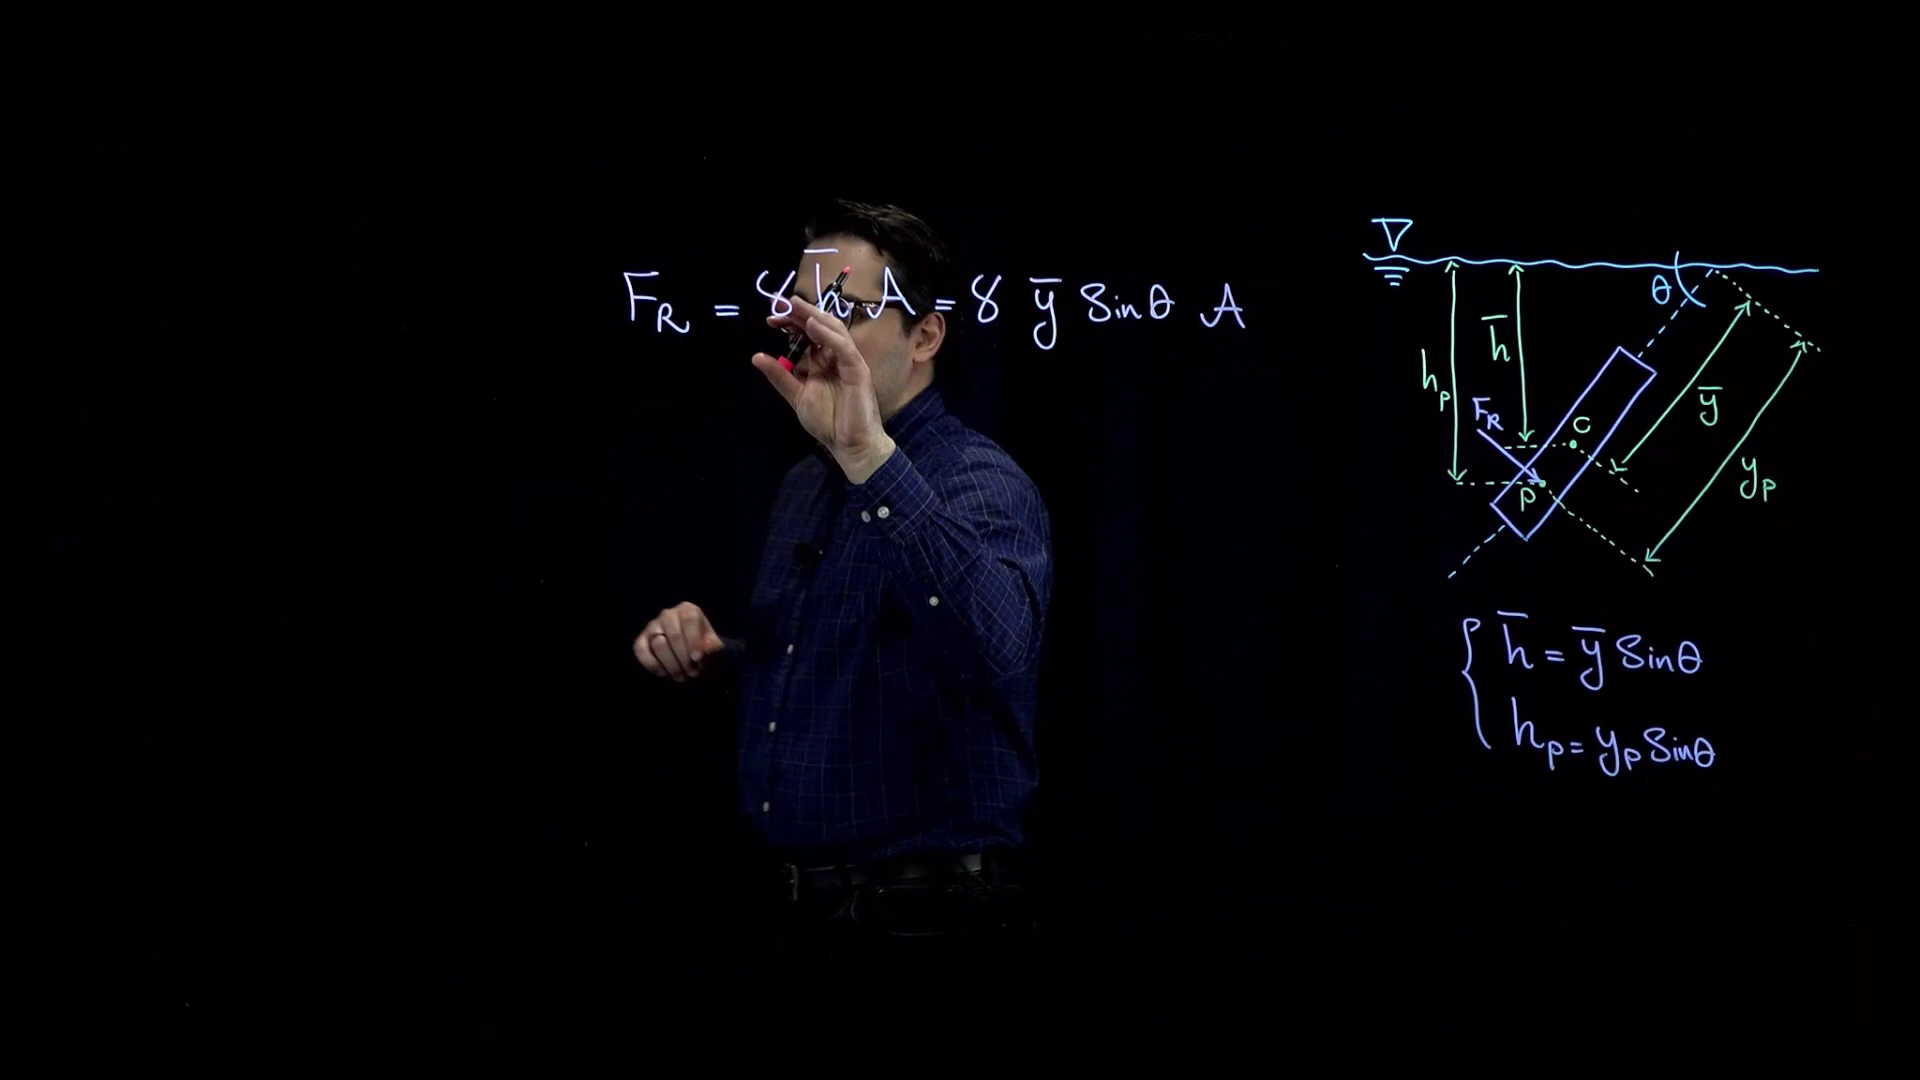 F_R = γ h̄ A = γ ȳ Sinθ A
θ
h̄
h_p
F_R
C
ȳ
P
y_p
h̄ = ȳ Sinθ
h_p = y_p Sinθ